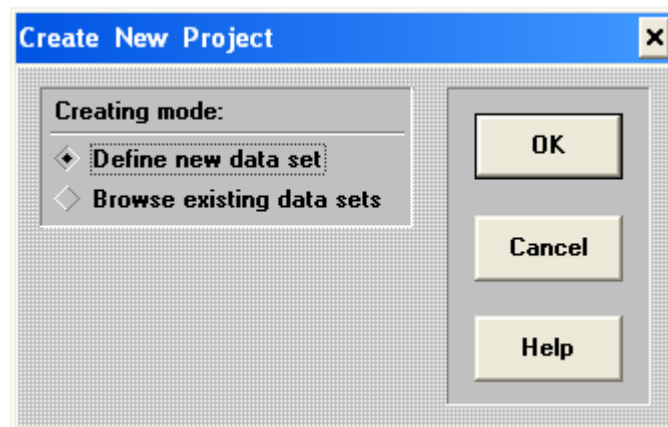 Create New Project
Creating mode:
Define new data set
Browse existing data sets
OK
Cancel
Help